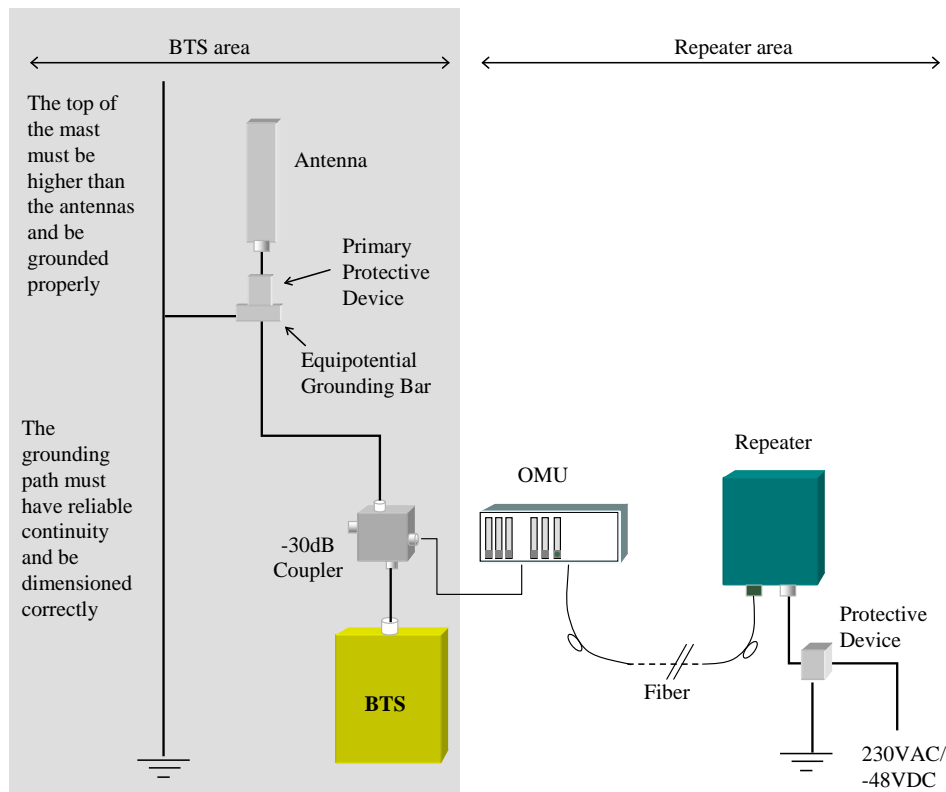 BTS area
Repeater area
The top of
the mast
must be
higher than
the antennas
and be
grounded
properly
Antenna
Primary
Protective
Device
Equipotential
Grounding Bar
The
grounding
path must
have reliable
continuity
and be
dimensioned
correctly
-30dB
Coupler
BTS
OMU
Repeater
Fiber
Protective
Device
230VAC/
-48VDC